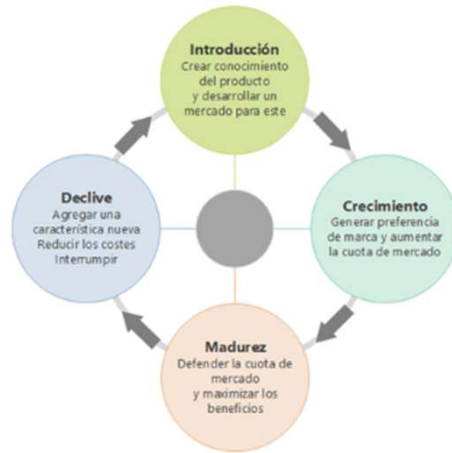 Introducción
Crear conocimiento
del producto
y desarrollar un
mercado para este
Crecimiento
Generar preferencia
de marca y aumentar
la cuota de mercado
Madurez
Defender la cuota de
mercado
y maximizar los
beneficios
Declive
Agregar una
característica nueva
Reducir los costes
Interrumpir